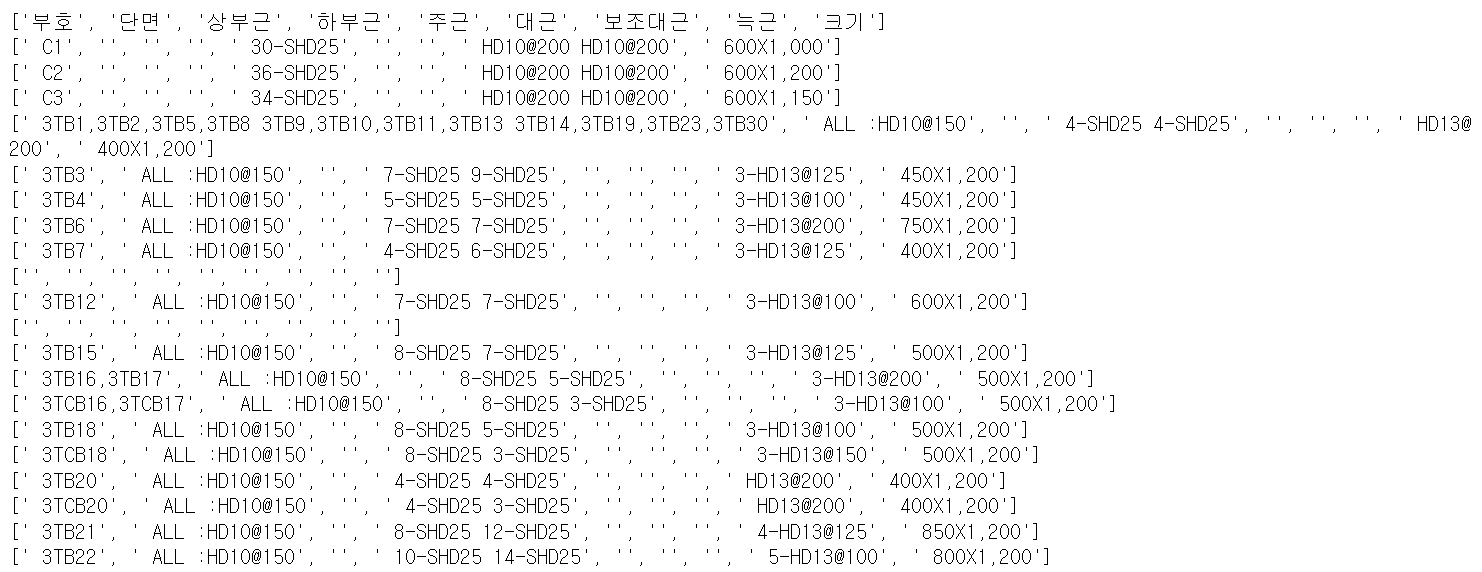 ['부호', '단면', '상부근', '하부근', '주근', '대근', '보조대근', '늑근', '크기']
[' C1', '', '', '', ' 30-SHD25', '', '', ' HD10@200 HD10@200', ' 600X1,000']
[' C2', '', '', '', ' 36-SHD25', '', '', ' HD10@200 HD10@200', ' 600X1,200']
[' C3', '', '', '', ' 34-SHD25', '', '', ' HD10@200 HD10@200', ' 600X1,150']
[' 3TB1,3TB2,3TB5,3TB8 3TB9,3TB10,3TB11,3TB13 3TB14,3TB19,3TB23,3TB30', ' ALL :HD10@150', '', ' 4-SHD25 4-SHD25', '', '', '', ' HD13@
200', ' 400X1,200']
[' 3TB3', ' ALL :HD10@150', '', ' 7-SHD25 9-SHD25', '', '', '', ' 3-HD13@125', ' 450X1,200']
[' 3TB4', ' ALL :HD10@150', '', ' 5-SHD25 5-SHD25', '', '', '', ' 3-HD13@100', ' 450X1,200']
[' 3TB6', ' ALL :HD10@150', '', ' 7-SHD25 7-SHD25', '', '', '', ' 3-HD13@200', ' 750X1,200']
[' 3TB7', ' ALL :HD10@150', '', ' 4-SHD25 6-SHD25', '', '', '', ' 3-HD13@125', ' 400X1,200']
['', '', '', '', '', '', '', '', '']
[' 3TB12', ' ALL :HD10@150', '', ' 7-SHD25 7-SHD25', '', '', '', ' 3-HD13@100', ' 600X1,200']
['', '', '', '', '', '', '', '', '']
[' 3TB15', ' ALL :HD10@150', '', ' 8-SHD25 7-SHD25', '', '', '', ' 3-HD13@125', ' 500X1,200']
[' 3TB16,3TB17', ' ALL :HD10@150', '', ' 8-SHD25 5-SHD25', '', '', '', ' 3-HD13@200', ' 500X1,200']
[' 3TCB16,3TCB17', ' ALL :HD10@150', '', ' 8-SHD25 3-SHD25', '', '', '', ' 3-HD13@100', ' 500X1,200']
[' 3TB18', ' ALL :HD10@150', '', ' 8-SHD25 5-SHD25', '', '', '', ' 3-HD13@100', ' 500X1,200']
[' 3TCB18', ' ALL :HD10@150', '', ' 8-SHD25 3-SHD25', '', '', '', ' 3-HD13@150', ' 500X1,200']
[' 3TB20', ' ALL :HD10@150', '', ' 4-SHD25 4-SHD25', '', '', '', ' HD13@200', ' 400X1,200']
[' 3TCB20', ' ALL :HD10@150', '', ' 4-SHD25 3-SHD25', '', '', '', ' HD13@200', ' 400X1,200']
[' 3TB21', ' ALL :HD10@150', '', ' 8-SHD25 12-SHD25', '', '', '', ' 4-HD13@125', ' 850X1,200']
[' 3TB22', ' ALL :HD10@150', '', ' 10-SHD25 14-SHD25', '', '', '', ' 5-HD13@100', ' 800X1,200']